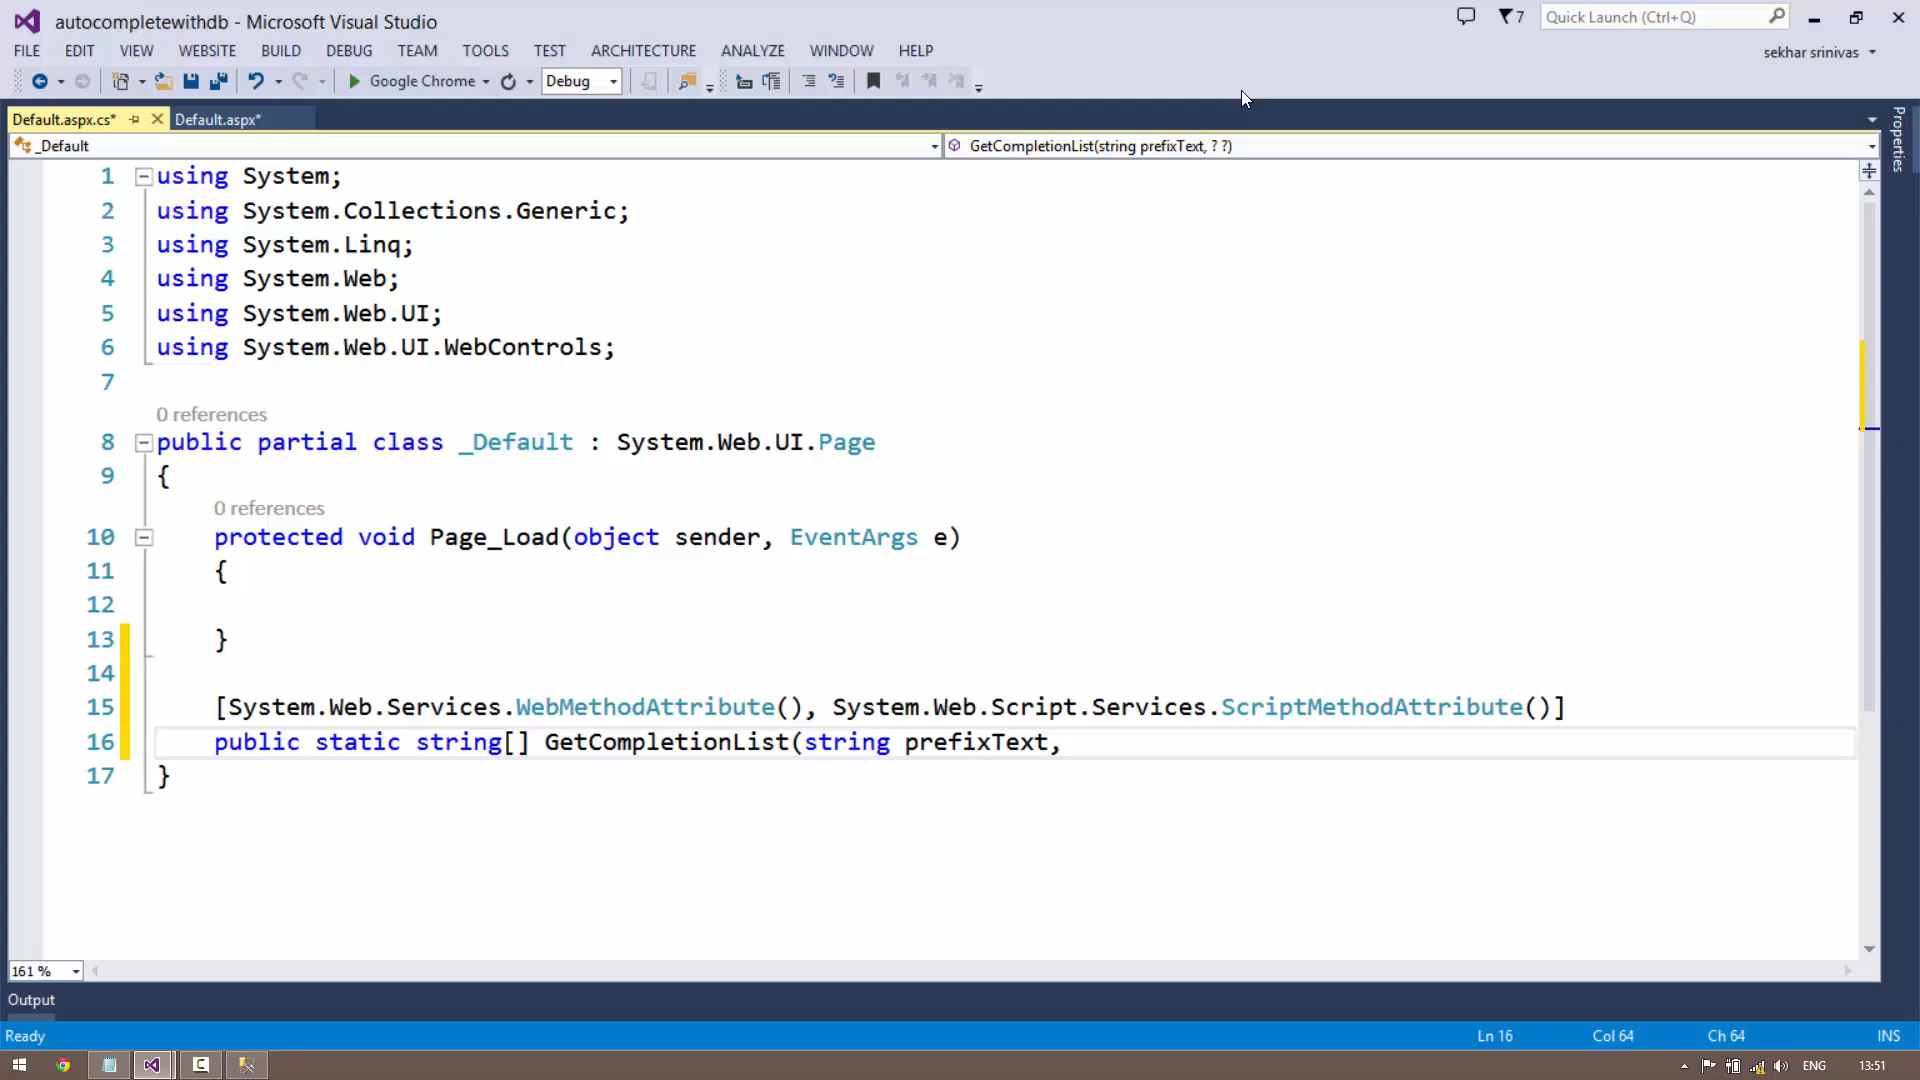 autocompletewithdb - Microsoft Visual Studio
7
Quick Launch (Ctrl+Q)
FILE EDIT VIEW WEBSITE BUILD DEBUG TEAM TOOLS TEST ARCHITECTURE ANALYZE WINDOW HELP
sekhar srinivas
Google Chrome
Debug
Default.aspx.cs*
Default.aspx*
Properties
_Default
GetCompletionList(string prefixText, ? ?)
1 using System;
2 using System.Collections.Generic;
3 using System.Linq;
4 using System.Web;
5 using System.Web.UI;
6 using System.Web.UI.WebControls;
7
0 references
8 public partial class _Default : System.Web.UI.Page
9 {
0 references
10 protected void Page_Load(object sender, EventArgs e)
11 {
12
13 }
14
15 [System.Web.Services.WebMethodAttribute(), System.Web.Script.Services.ScriptMethodAttribute()]
16 public static string[] GetCompletionList(string prefixText,
17 }
161 %
Output
Ready
Ln 16
Col 64
Ch 64
INS
ENG
13:51